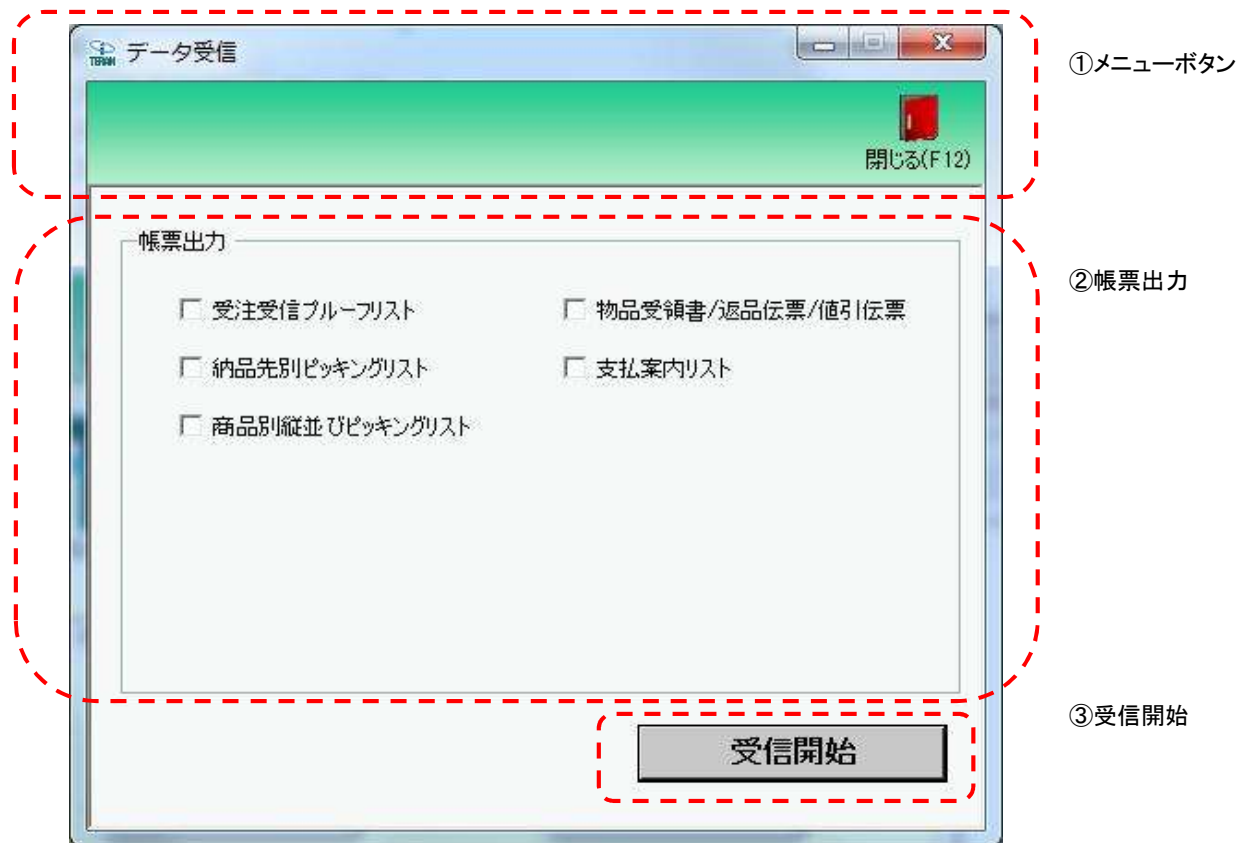 データ受信
TERAN
①メニューボタン
閉じる(F12)
帳票出力
②帳票出力
受注受信プルーフリスト
物品受領書/返品伝票/値引伝票
納品先別ピッキングリスト
支払案内リスト
商品別縦並びピッキングリスト
③受信開始
受信開始